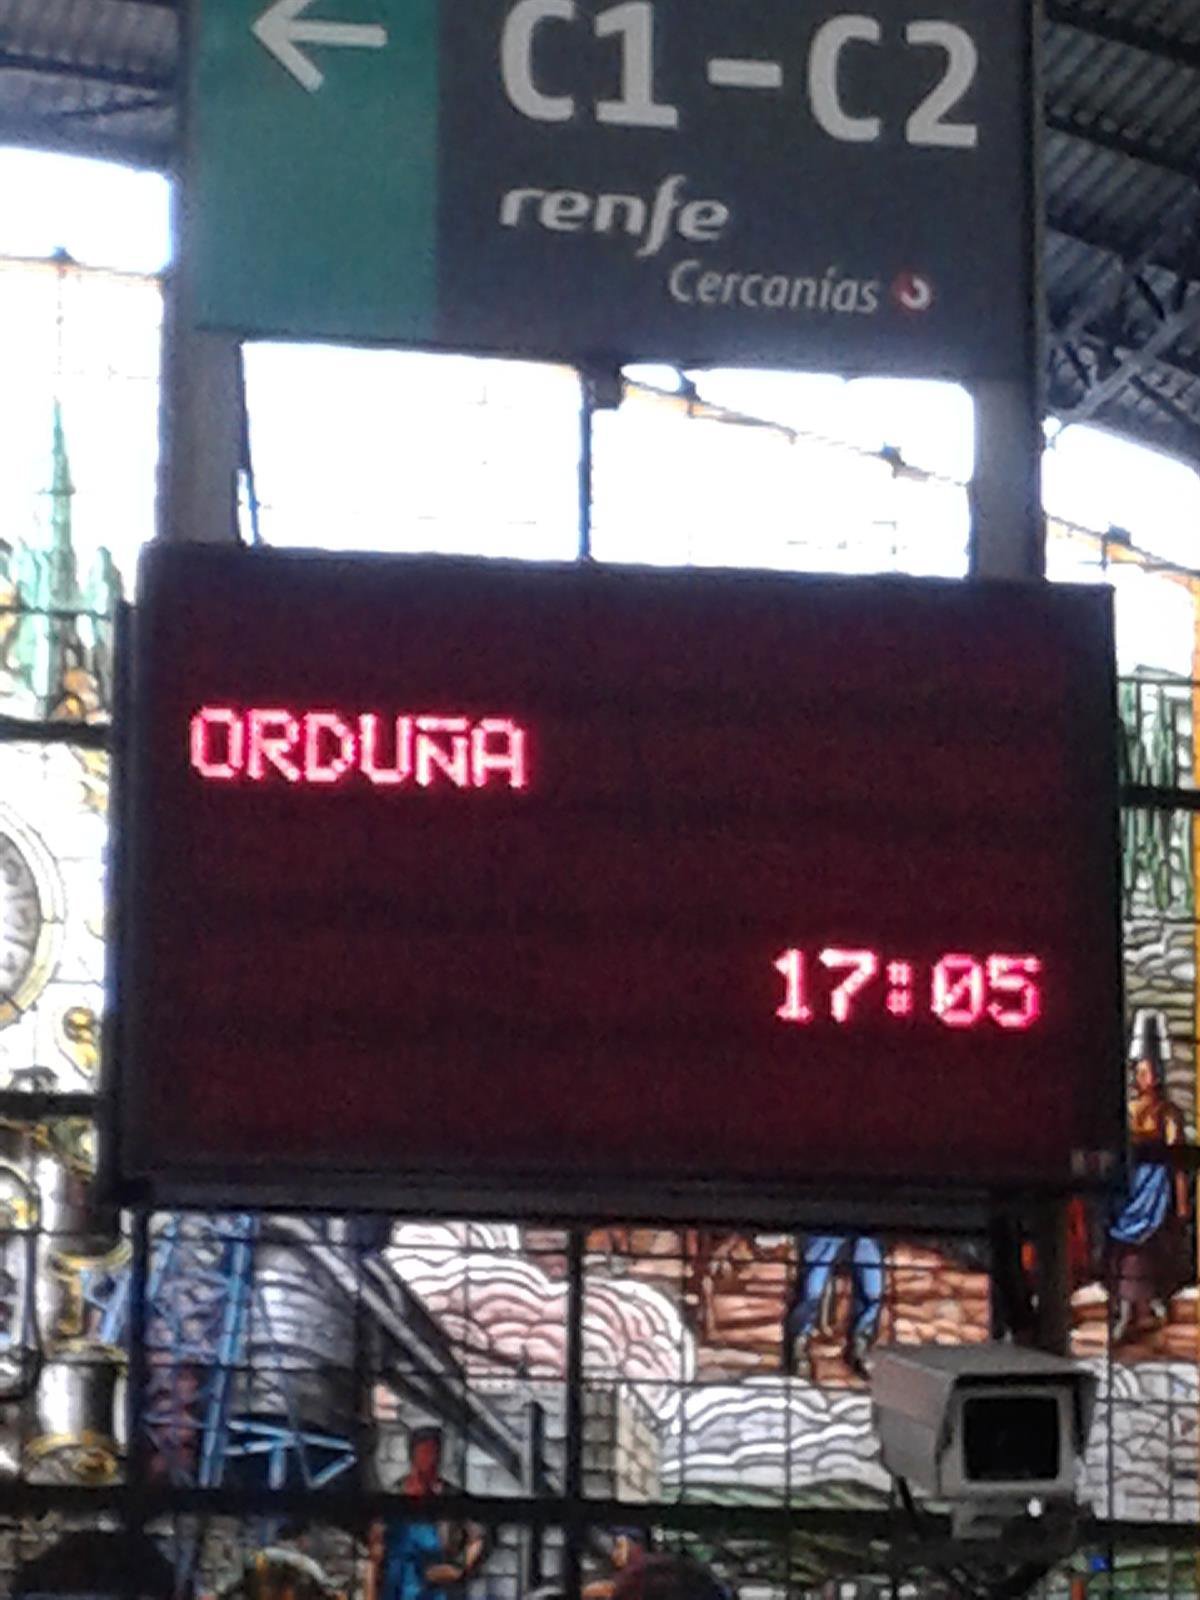 C1-C2
renfe
Cercanías
ORDUÑA
17:05